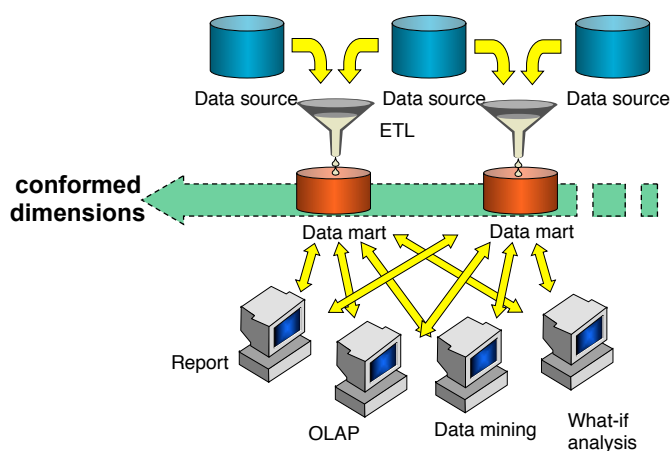 Data source
Data source
Data source
ETL
conformed
dimensions
Data mart
Data mart
Report
OLAP
Data mining
What-if
analysis